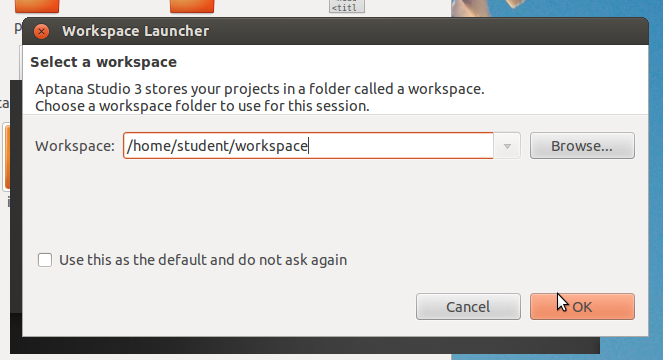 <titl
Workspace Launcher
Select a workspace
Aptana Studio 3 stores your projects in a folder called a workspace.
Choose a workspace folder to use for this session.
Workspace: /home/student/workspace Browse...
Use this as the default and do not ask again
Cancel OK